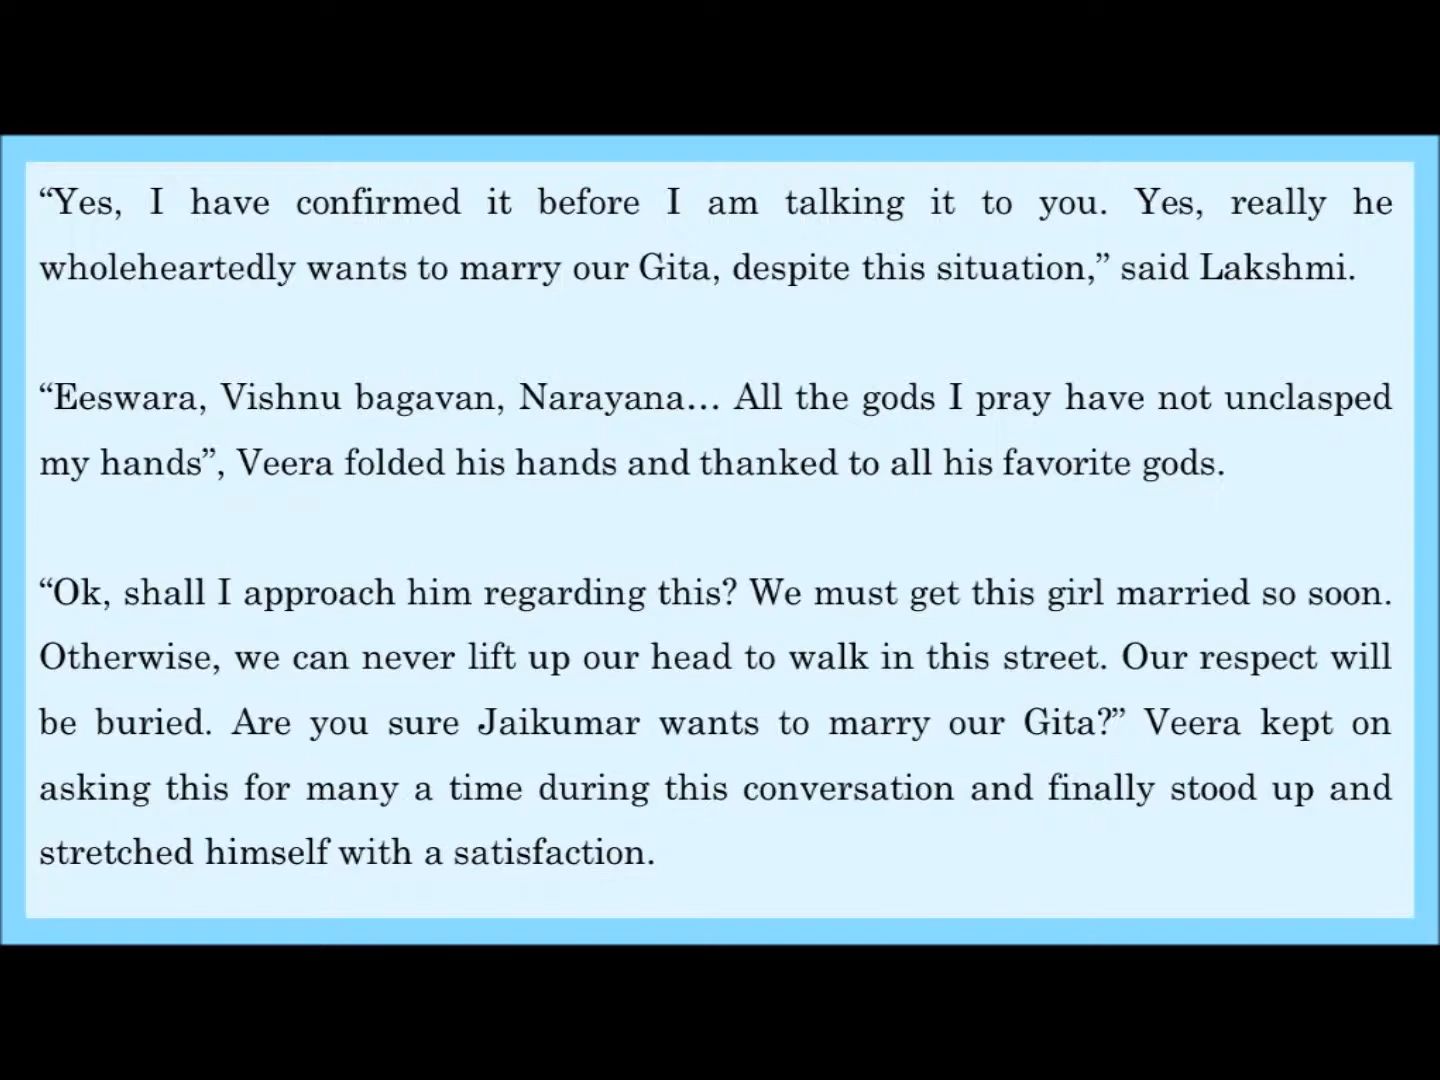 “Yes, I have confirmed it before I am talking it to you. Yes, really he
wholeheartedly wants to marry our Gita, despite this situation,” said Lakshmi.
“Eeswara, Vishnu bagavan, Narayana… All the gods I pray have not unclasped
my hands”, Veera folded his hands and thanked to all his favorite gods.
“Ok, shall I approach him regarding this? We must get this girl married so soon.
Otherwise, we can never lift up our head to walk in this street. Our respect will
be buried. Are you sure Jaikumar wants to marry our Gita?” Veera kept on
asking this for many a time during this conversation and finally stood up and
stretched himself with a satisfaction.